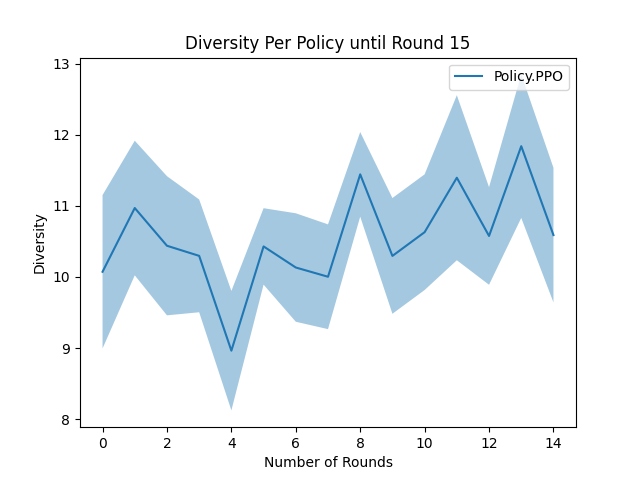 Diversity Per Policy until Round 15
Policy.PPO
13
12
11
10
9
8
Diversity
0 2 4 6 8 10 12 14
Number of Rounds